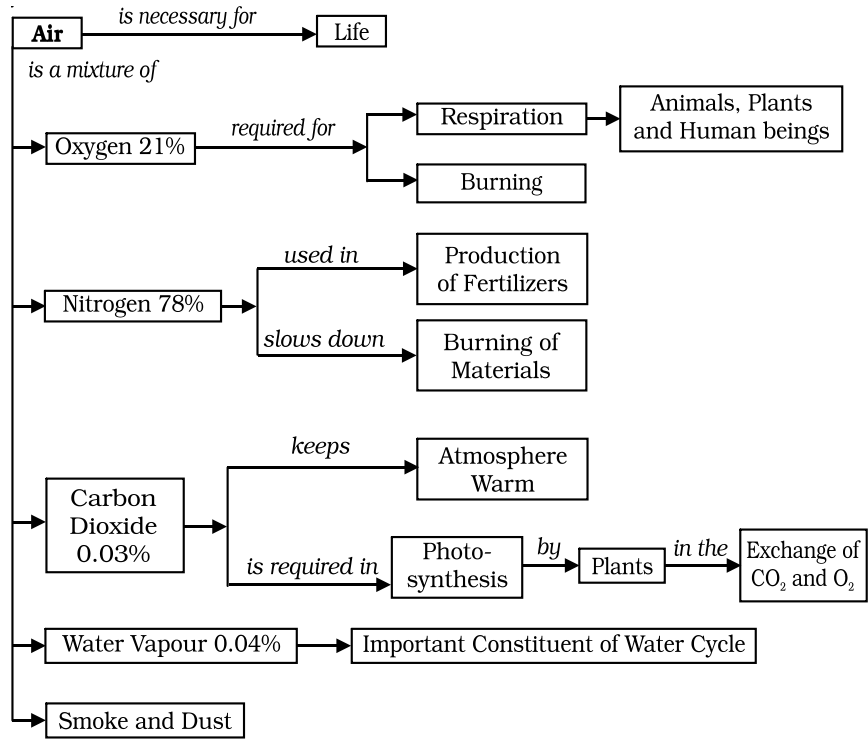 is necessary for
Air
Life
is a mixture of
Oxygen 21%
required for
Respiration
Animals, Plants
and Human beings
Burning
Nitrogen 78%
used in
Production
of Fertilizers
slows down
Burning of
Materials
Carbon
Dioxide
0.03%
keeps
Atmosphere
Warm
is required in
Photo-
synthesis
by
Plants
in the
Exchange of
CO₂ and O₂
Water Vapour 0.04%
Important Constituent of Water Cycle
Smoke and Dust